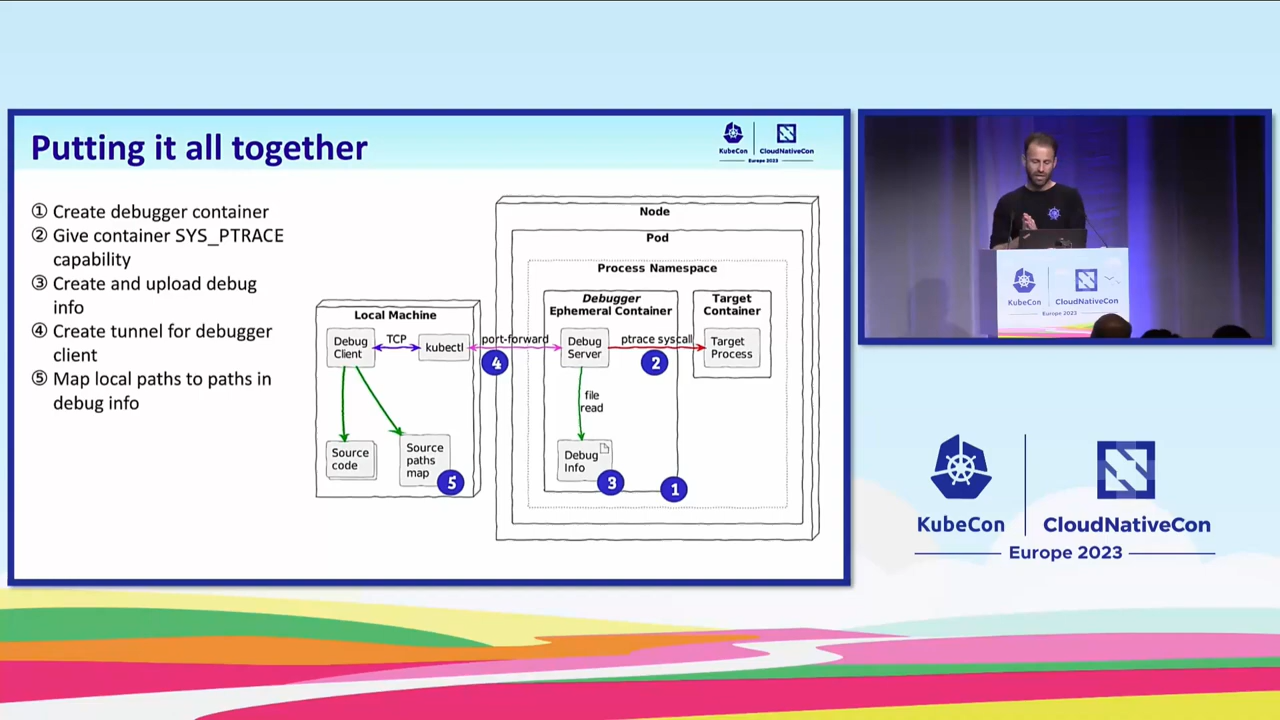 Putting it all together
KubeCon
CloudNativeCon
Europe 2023
① Create debugger container
② Give container SYS_PTRACE
capability
③ Create and upload debug
info
④ Create tunnel for debugger
client
⑤ Map local paths to paths in
debug info
Node
Pod
Process Namespace
Debugger
Ephemeral Container
Target
Container
Local Machine
Debug
Client
TCP
kubectl
port-forward
4
Debug
Server
ptrace syscall
2
Target
Process
file
read
Source
code
Source
paths
map
5
Debug
Info
3
1
KubeCon
CloudNativeCon
Europe 2023
KubeCon
CloudNativeCon
Europe 2023